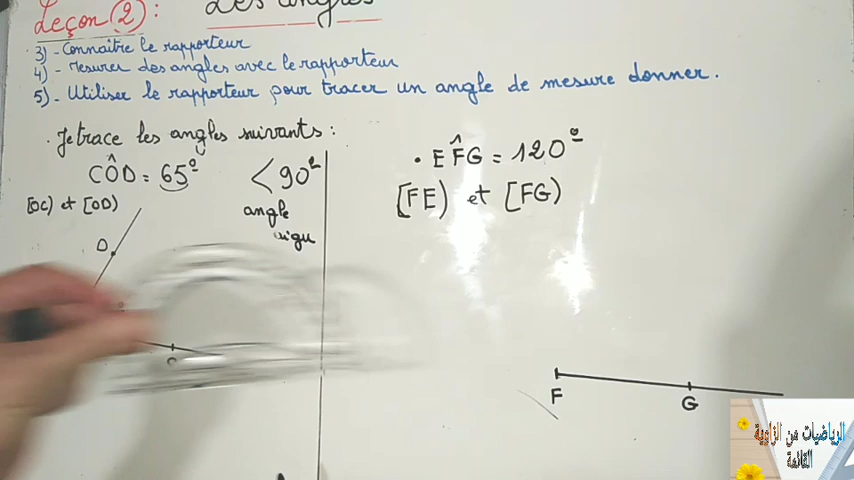 Leçon 2 : Les angles
3)- Connaître le rapporteur
4)- Mesurer des angles avec le rapporteur
5)- Utiliser le rapporteur pour tracer un angle de mesure donner.
. Je trace les angles suivants :
CÔD = 65° < 90°
[OC) et [OD)
angle
aigu
D
C
• EF̂G = 120°
[FE) et [FG)
F
G
الرياضيات من الزاوية
القائمة